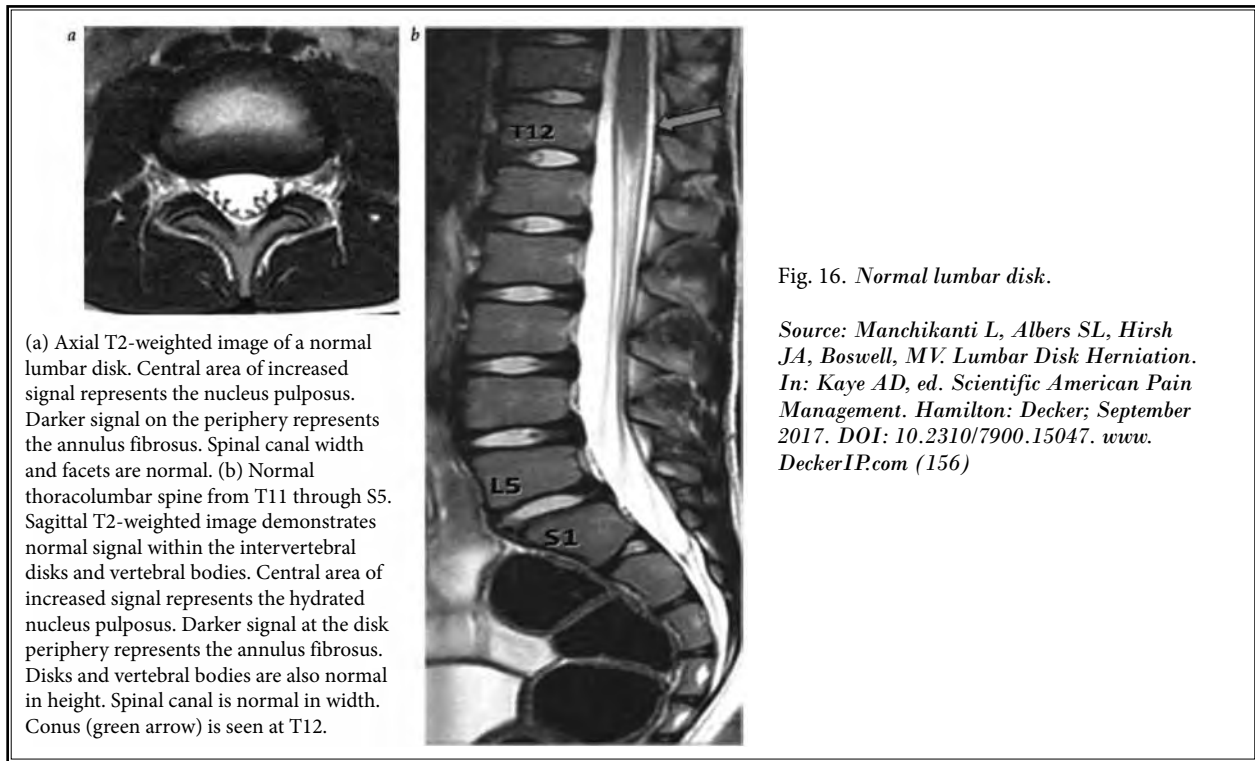 a
b
T12
L5
S1
(a) Axial T2-weighted image of a normal
lumbar disk. Central area of increased
signal represents the nucleus pulposus.
Darker signal on the periphery represents
the annulus fibrosus. Spinal canal width
and facets are normal. (b) Normal
thoracolumbar spine from T11 through S5.
Sagittal T2-weighted image demonstrates
normal signal within the intervertebral
disks and vertebral bodies. Central area of
increased signal represents the hydrated
nucleus pulposus. Darker signal at the disk
periphery represents the annulus fibrosus.
Disks and vertebral bodies are also normal
in height. Spinal canal is normal in width.
Conus (green arrow) is seen at T12.
Fig. 16. Normal lumbar disk.
Source: Manchikanti L, Albers SL, Hirsh
JA, Boswell, MV. Lumbar Disk Herniation.
In: Kaye AD, ed. Scientific American Pain
Management. Hamilton: Decker; September
2017. DOI: 10.2310/7900.15047. www.
DeckerIP.com (156)